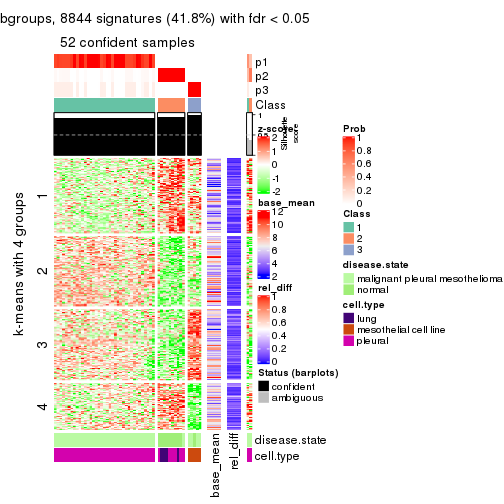 bgroups, 8844 signatures (41.8%) with fdr < 0.05
52 confident samples
p1
p2
p3
Class
1
0
Silhouette
score
k-means with 4 groups
1
2
3
4
disease.state
cell.type
base_mean
rel_diff
z-score
2
1
0
-1
-2
base_mean
12
10
8
6
4
2
rel_diff
1
0.8
0.6
0.4
0.2
0
Status (barplots)
confident
ambiguous
Prob
1
0.8
0.6
0.4
0.2
0
Class
1
2
3
disease.state
malignant pleural mesothelioma
normal
cell.type
lung
mesothelial cell line
pleural